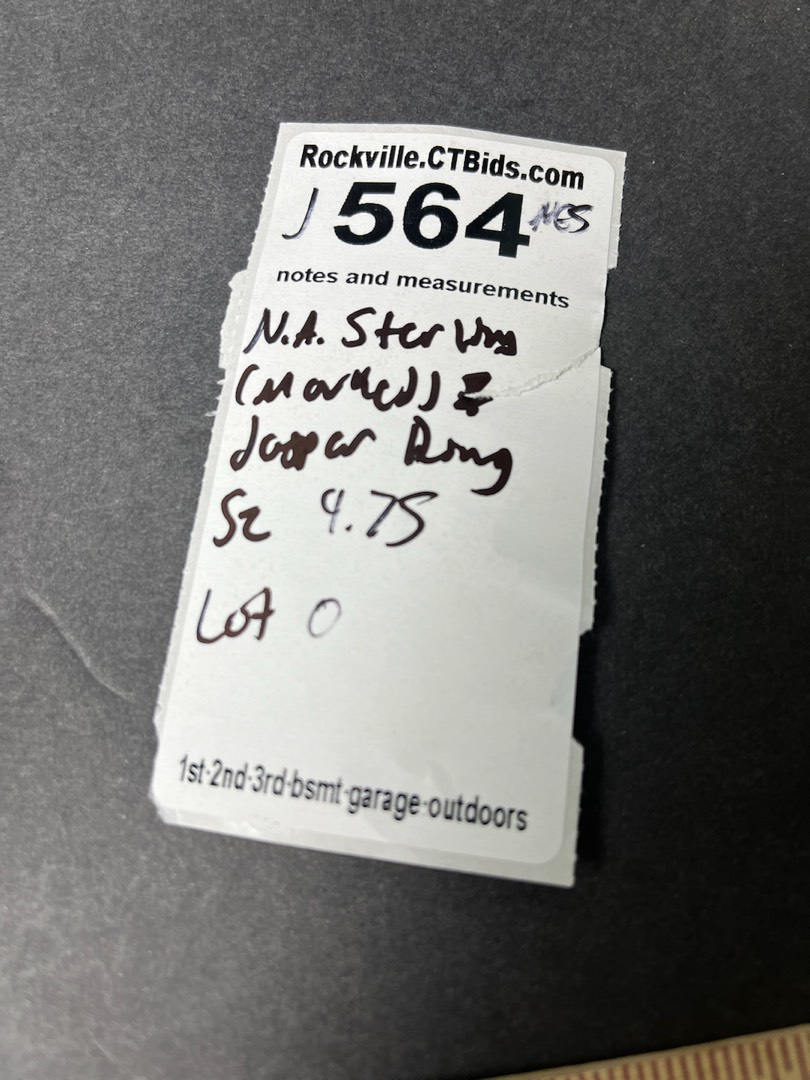 Rockville.CTBids.com
J 564 NES
notes and measurements
N.A. Sterling
(Marked)
Jasper Ring
Sz 4.75
Lot 0
1st-2nd-3rd-bsmt-garage-outdoors